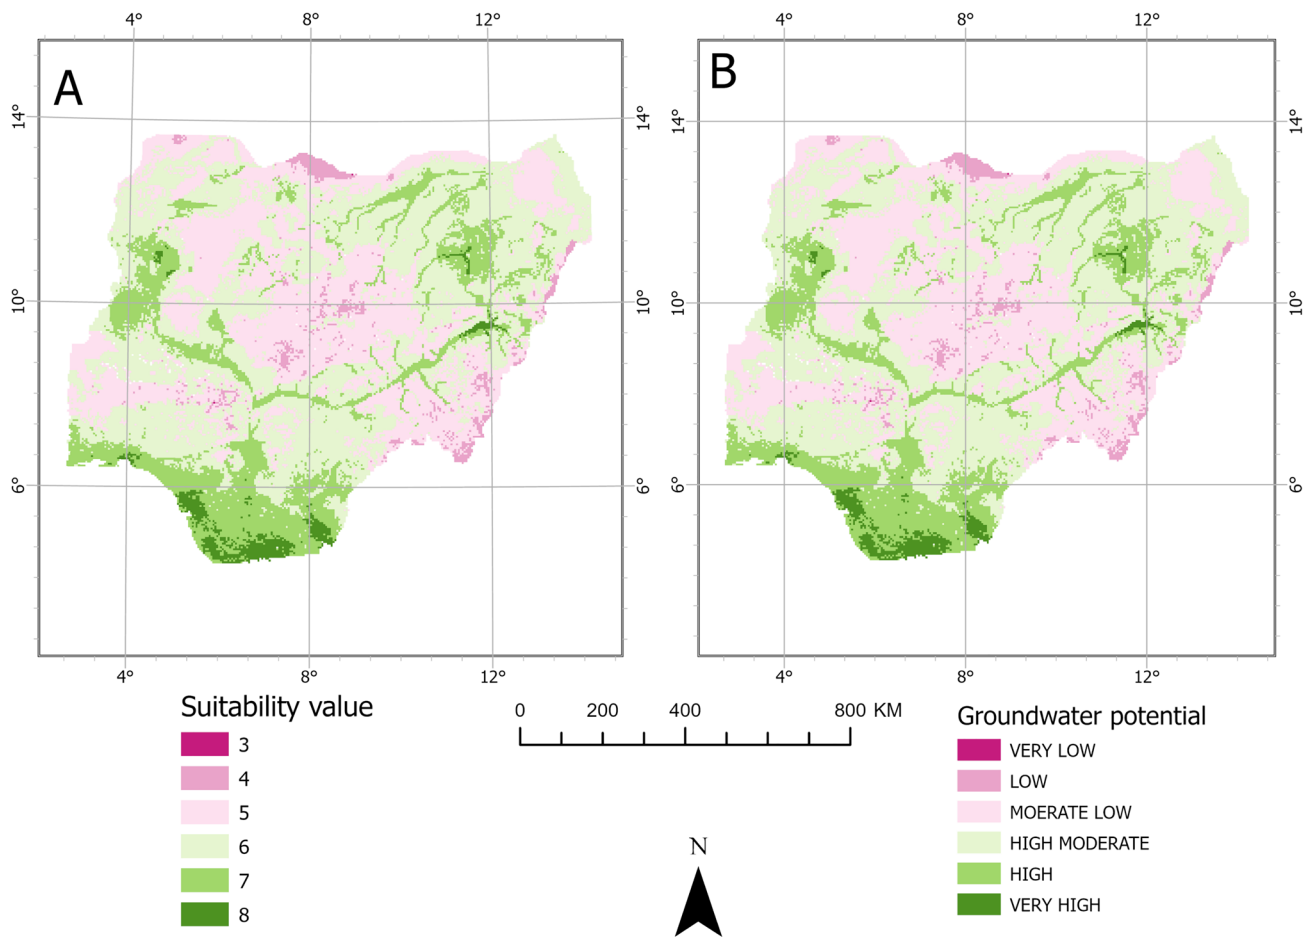 4° 8° 12° 4° 8° 12°
A B
14° 14° 14° 14°
10° 10° 10° 10°
6° 6° 6° 6°
4° 8° 12° 4° 8° 12°
Suitability value
3
4
5
6
7
8
0 200 400 800 KM
N
Groundwater potential
VERY LOW
LOW
MOERATE LOW
HIGH MODERATE
HIGH
VERY HIGH